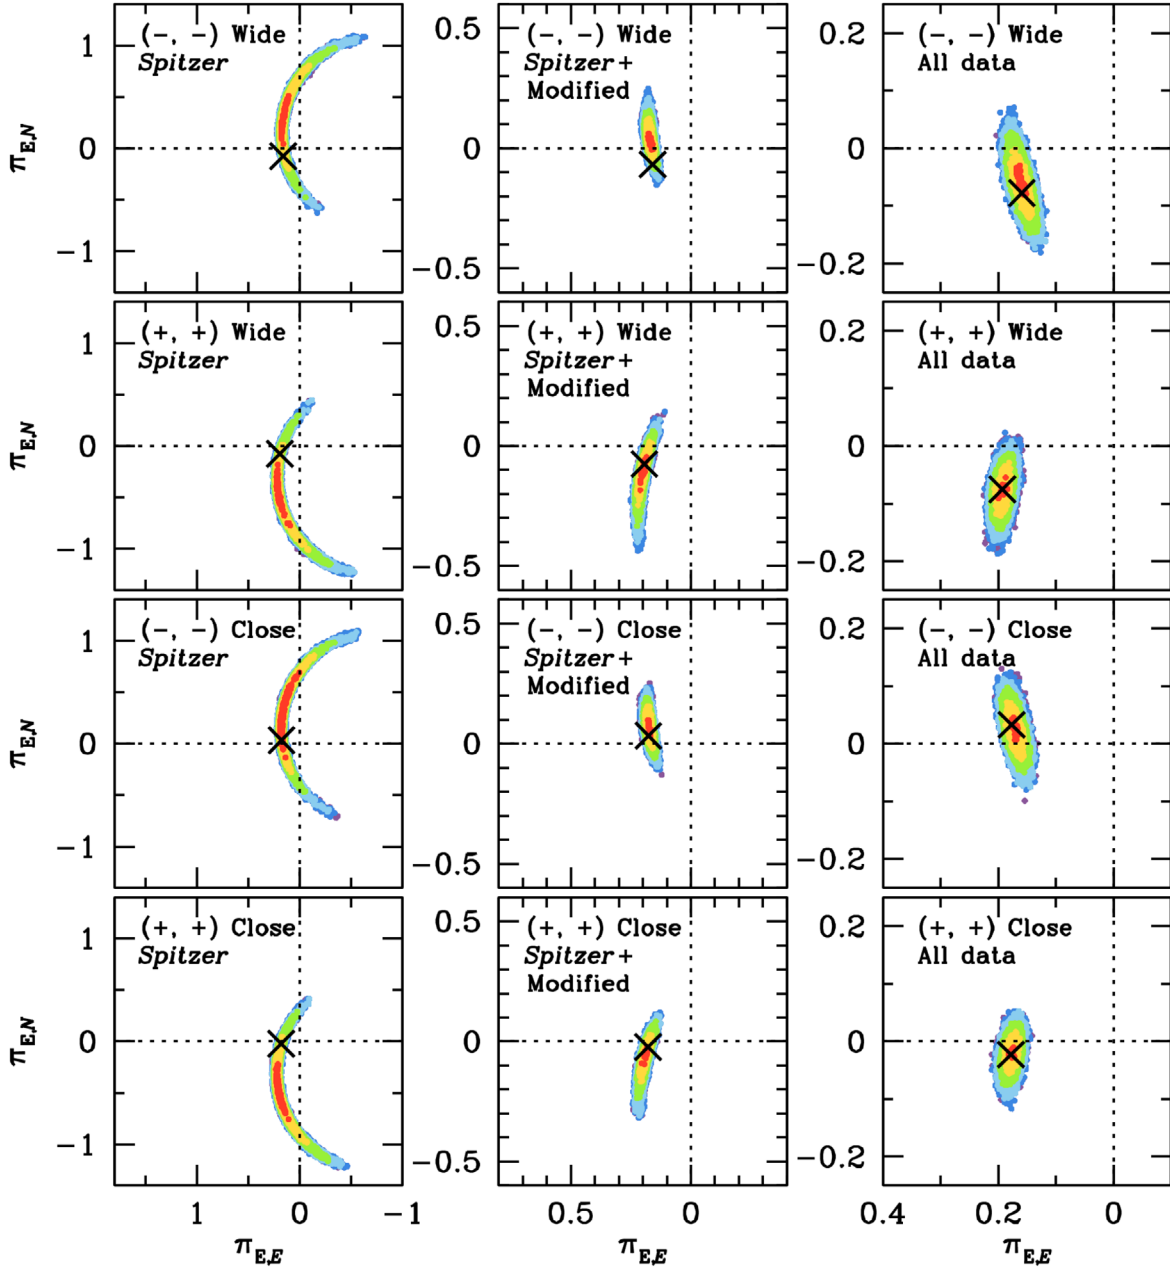 (−, −) Wide
Spitzer
1
0
−1
π_E,N
(−, −) Wide
Spitzer+
Modified
0.5
0
−0.5
(−, −) Wide
All data
0.2
0
−0.2
(+, +) Wide
Spitzer
1
0
−1
π_E,N
(+, +) Wide
Spitzer+
Modified
0.5
0
−0.5
(+, +) Wide
All data
0.2
0
−0.2
(−, −) Close
Spitzer
1
0
−1
π_E,N
(−, −) Close
Spitzer+
Modified
0.5
0
−0.5
(−, −) Close
All data
0.2
0
−0.2
(+, +) Close
Spitzer
1
0
−1
π_E,N
(+, +) Close
Spitzer+
Modified
0.5
0
−0.5
(+, +) Close
All data
0.2
0
−0.2
1 0 −1
π_E,E
0.5 0
π_E,E
0.4 0.2 0
π_E,E